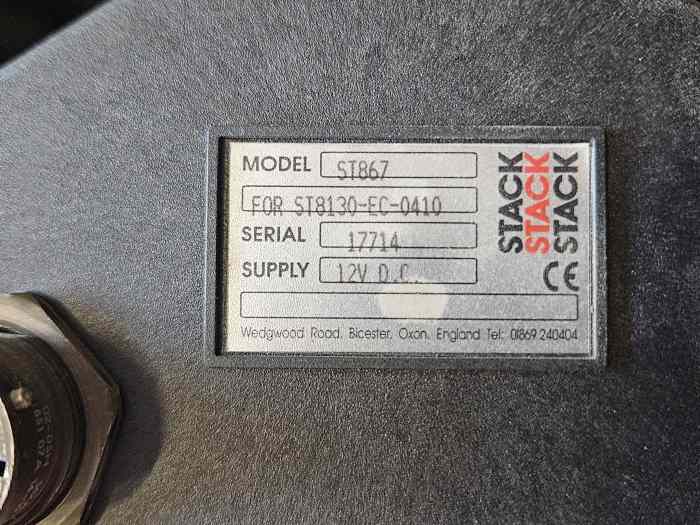 MODEL ST867
FOR ST8130-EC-0410
SERIAL 17714
SUPPLY 12V D.C.
STACK
STACK
STACK
CE
Wedgwood Road, Bicester, Oxon, England Tel: 01869 240404